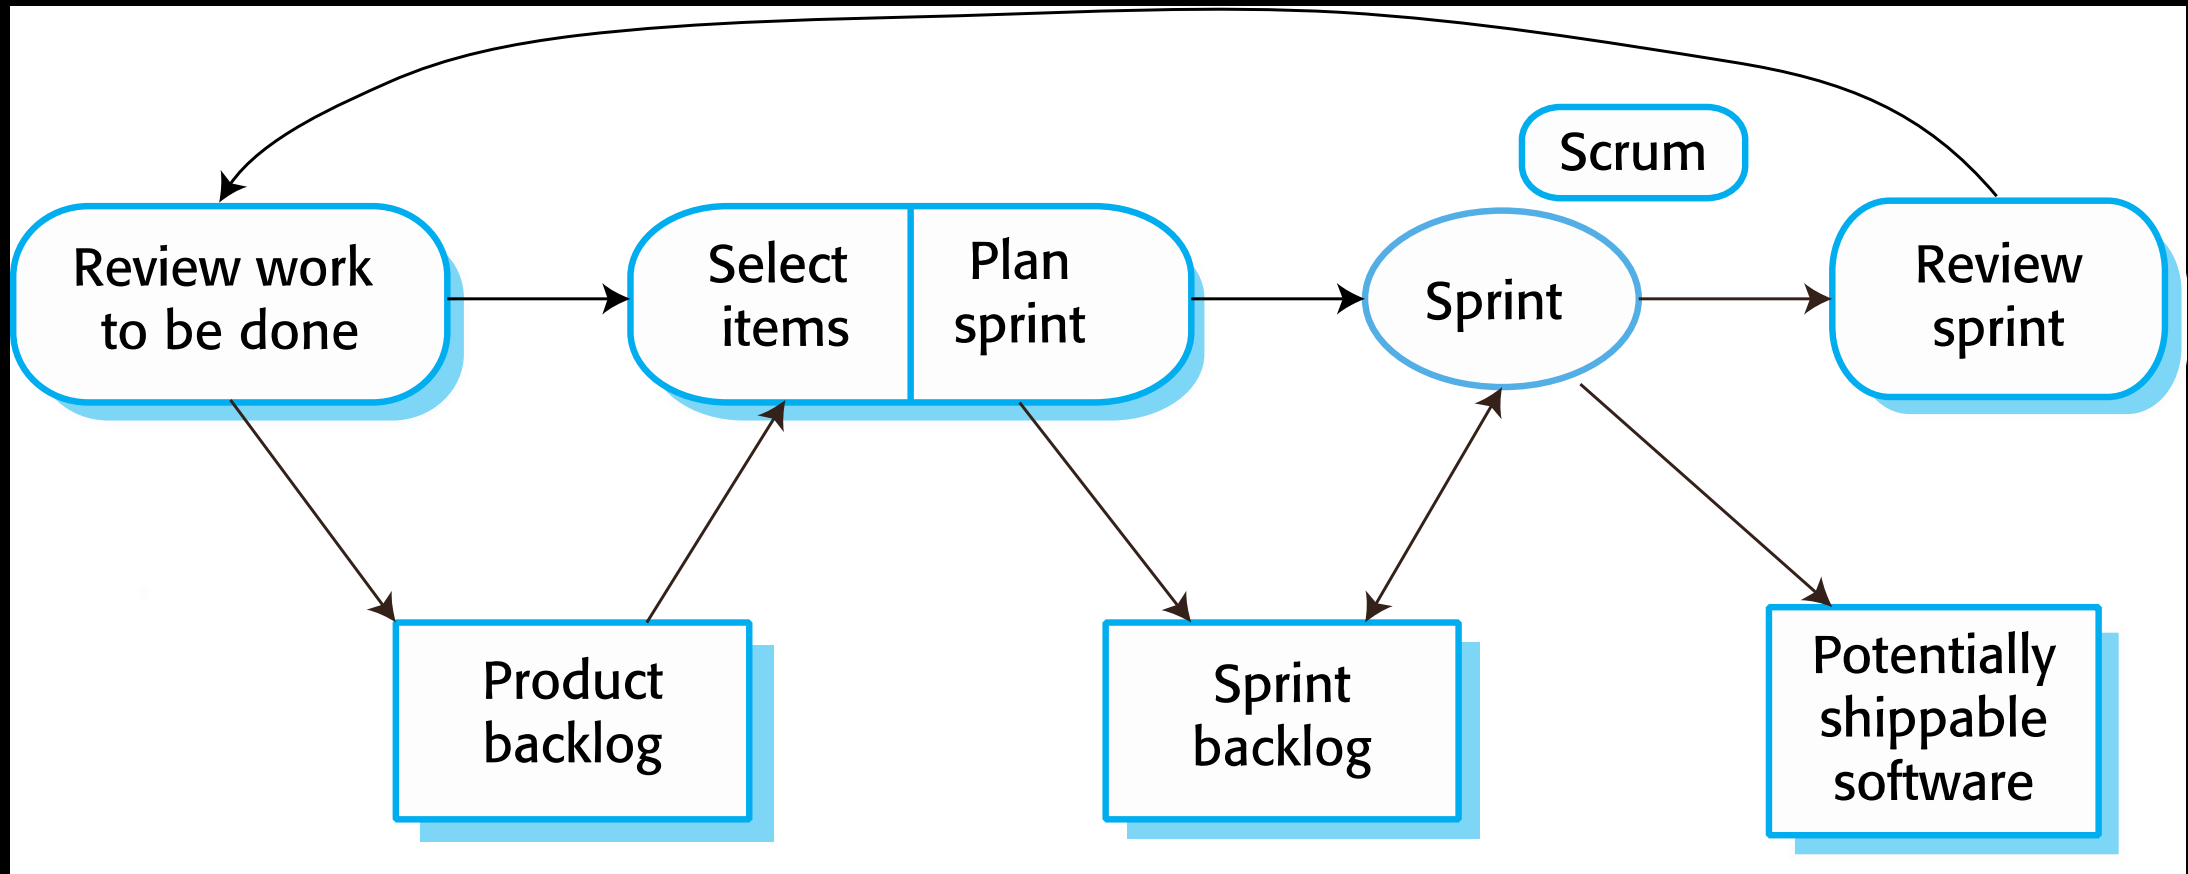 Scrum
Review work
to be done
Select
items
Plan
sprint
Sprint
Review
sprint
Product
backlog
Sprint
backlog
Potentially
shippable
software